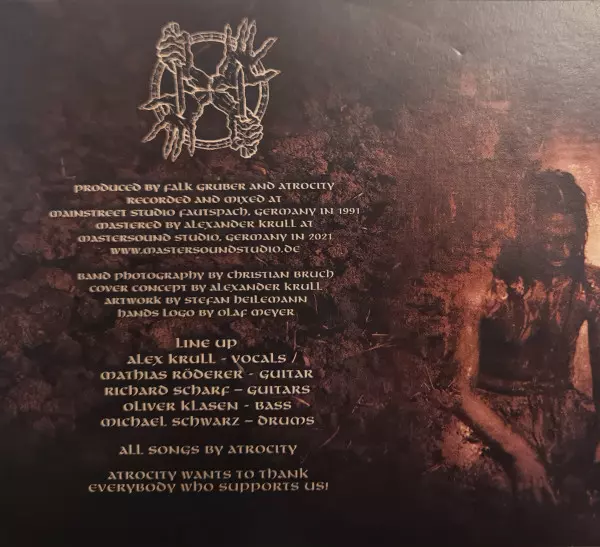 PRODUCED BY FALK GRUBER AND ATROCITY
RECORDED AND MIXED AT
MAINSTREET STUDIO FAUTSPACH, GERMANY IN 1991
MASTERED BY ALEXANDER KRULL AT
MASTERSOUND STUDIO, GERMANY IN 2021
WWW.MASTERSOUNDSTUDIO.DE
BAND PHOTOGRAPHY BY CHRISTIAN BRUCH
COVER CONCEPT BY ALEXANDER KRULL
ARTWORK BY STEFAN HEILEMANN
HANDS LOGO BY OLAF MEYER
LINE UP
ALEX KRULL - VOCALS /
MATHIAS RÖDERER - GUITAR
RICHARD SCHARF – GUITARS
OLIVER KLASEN - BASS
MICHAEL SCHWARZ – DRUMS
ALL SONGS BY ATROCITY
ATROCITY WANTS TO THANK
EVERYBODY WHO SUPPORTS US!